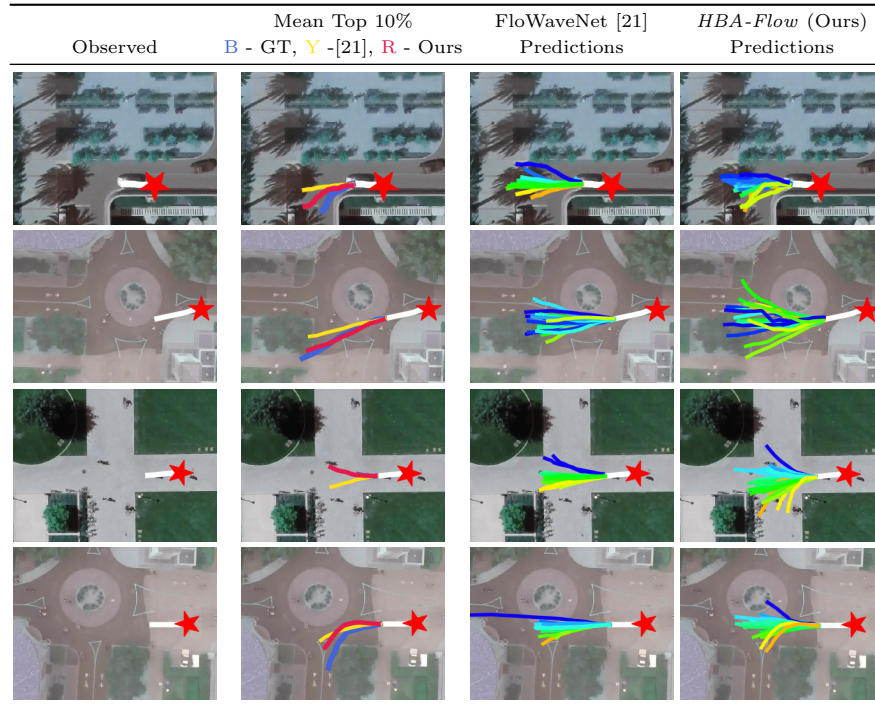 Observed
Mean Top 10%
B - GT, Y -[21], R - Ours
FloWaveNet [21]
Predictions
HBA-Flow (Ours)
Predictions